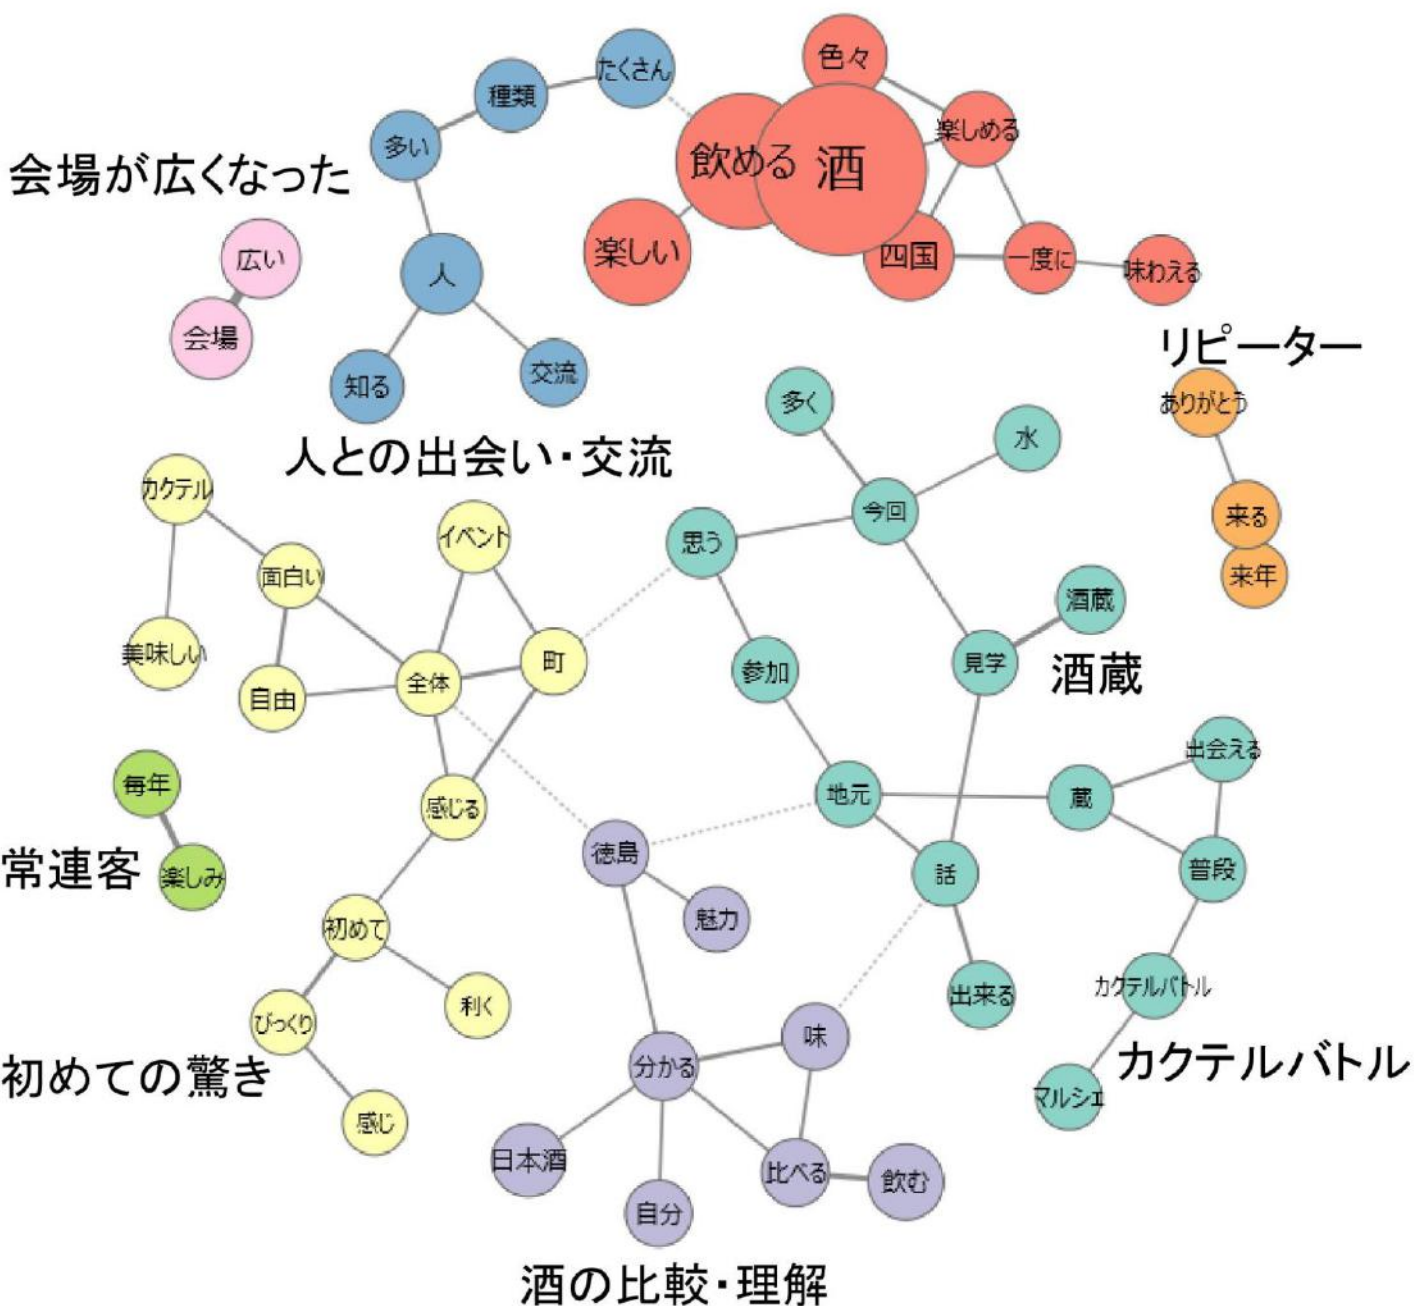 色々
たくさん
種類
楽しめる
多い
飲める
酒
会場が広くなった
楽しい
四国
一度に
味わえる
広い
人
会場
リピーター
知る
交流
ありがとう
多く
水
人との出会い・交流
カクテル
今回
来る
イベント
思う
来年
面白い
酒蔵
美味しい
町
参加
見学
酒蔵
自由
全体
出会える
毎年
感じる
地元
蔵
常連客
楽しみ
徳島
話
普段
魅力
初めて
カクテルバトル
出来る
利く
びっくり
味
カクテルバトル
初めての驚き
分かる
マルシェ
感じ
日本酒
比べる
飲む
自分
酒の比較・理解